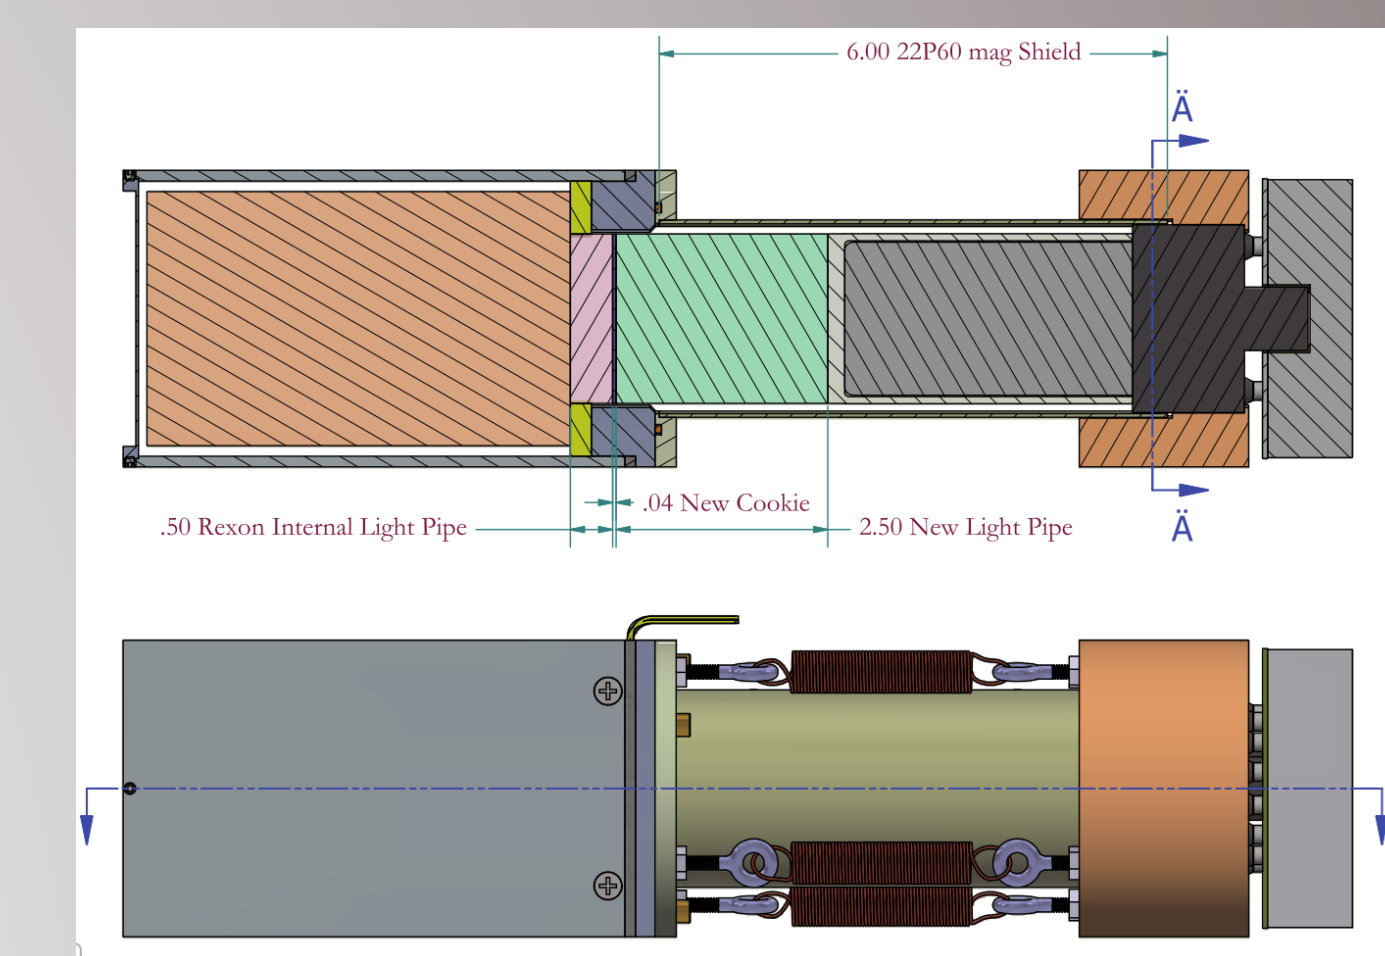 6.00 22P60 mag Shield
Ä
.04 New Cookie
.50 Rexon Internal Light Pipe
2.50 New Light Pipe
Ä